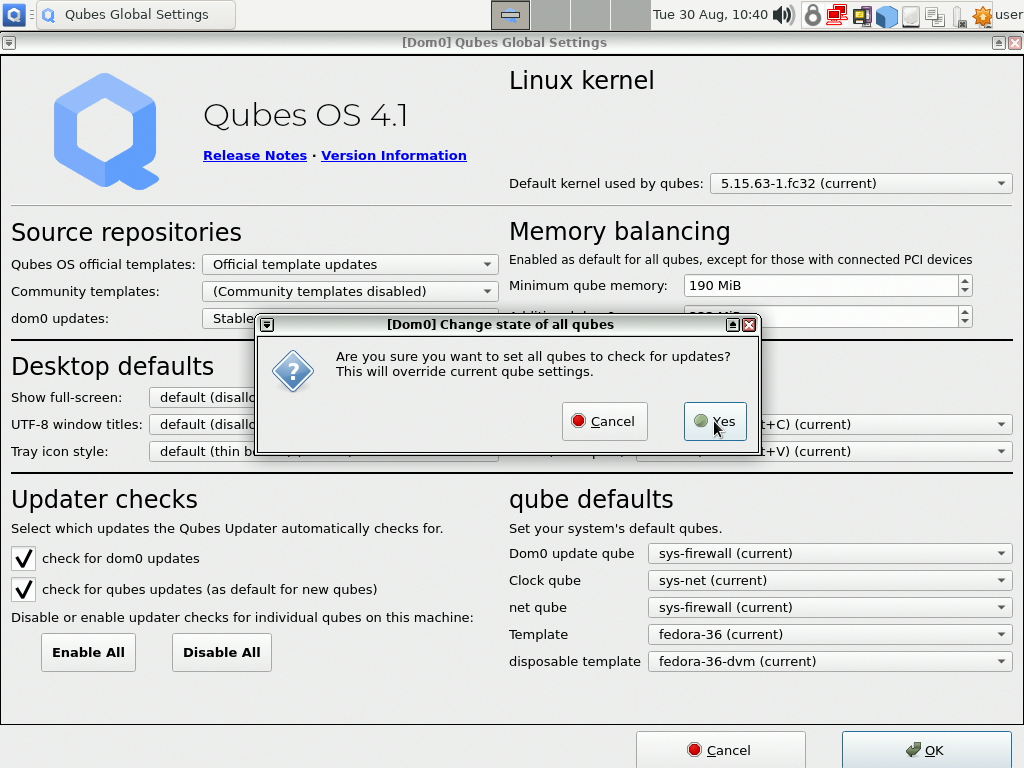 Qubes Global Settings
Tue 30 Aug, 10:40
user
[Dom0] Qubes Global Settings
Qubes OS 4.1
Release Notes · Version Information
Linux kernel
Default kernel used by qubes: 5.15.63-1.fc32 (current)
Source repositories
Qubes OS official templates: Official template updates
Community templates: (Community templates disabled)
dom0 updates: Stable
Memory balancing
Enabled as default for all qubes, except for those with connected PCI devices
Minimum qube memory: 190 MiB
[Dom0] Change state of all qubes
Are you sure you want to set all qubes to check for updates?
This will override current qube settings.
Cancel
Yes
Desktop defaults
Show full-screen: default (disallo
UTF-8 window titles: default (disallo
Tray icon style: default (thin
t+C) (current)
t+V) (current)
Updater checks
Select which updates the Qubes Updater automatically checks for.
check for dom0 updates
check for qubes updates (as default for new qubes)
Disable or enable updater checks for individual qubes on this machine:
Enable All
Disable All
qube defaults
Set your system's default qubes.
Dom0 update qube sys-firewall (current)
Clock qube sys-net (current)
net qube sys-firewall (current)
Template fedora-36 (current)
disposable template fedora-36-dvm (current)
Cancel
OK